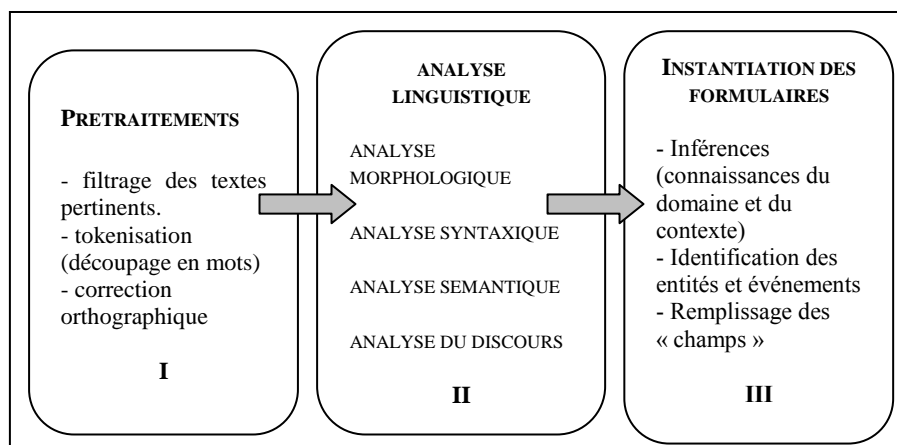 PRETRAITEMENTS
- filtrage des textes
pertinents.
- tokenisation
(découpage en mots)
- correction
orthographique
I
ANALYSE
LINGUISTIQUE
ANALYSE
MORPHOLOGIQUE
ANALYSE SYNTAXIQUE
ANALYSE SEMANTIQUE
ANALYSE DU DISCOURS
II
INSTANTIATION DES
FORMULAIRES
- Inférences
(connaissances du
domaine et du
contexte)
- Identification des
entités et événements
- Remplissage des
« champs »
III